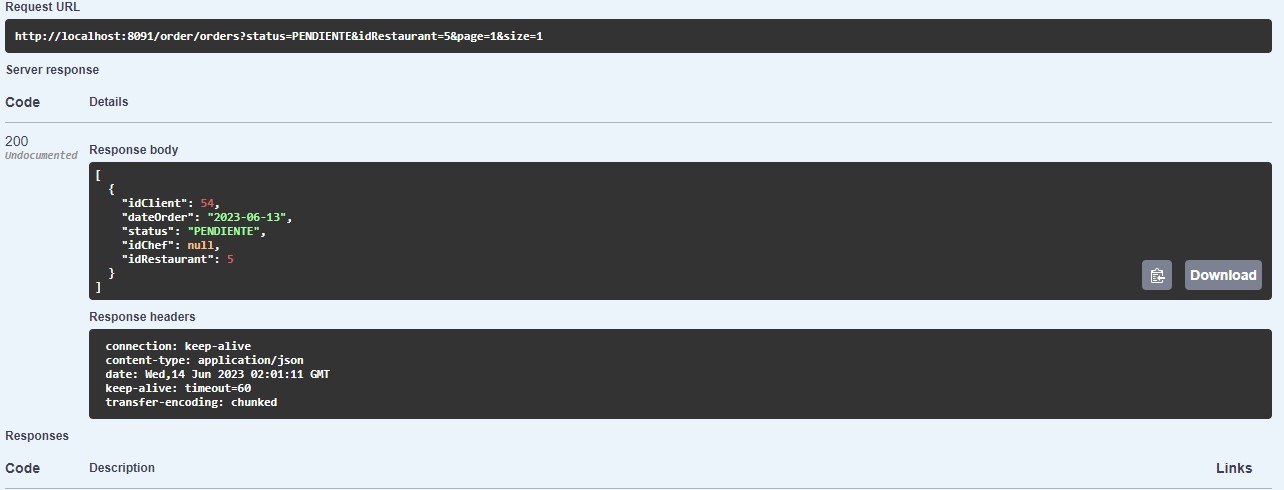 Request URL
http://localhost:8091/order/orders?status=PENDIENTE&idRestaurant=5&page=1&size=1
Server response
Code Details
200
Undocumented
Response body
[
  {
    "idClient": 54,
    "dateOrder": "2023-06-13",
    "status": "PENDIENTE",
    "idChef": null,
    "idRestaurant": 5
  }
]
Download
Response headers
connection: keep-alive
content-type: application/json
date: Wed,14 Jun 2023 02:01:11 GMT
keep-alive: timeout=60
transfer-encoding: chunked
Responses
Code Description Links